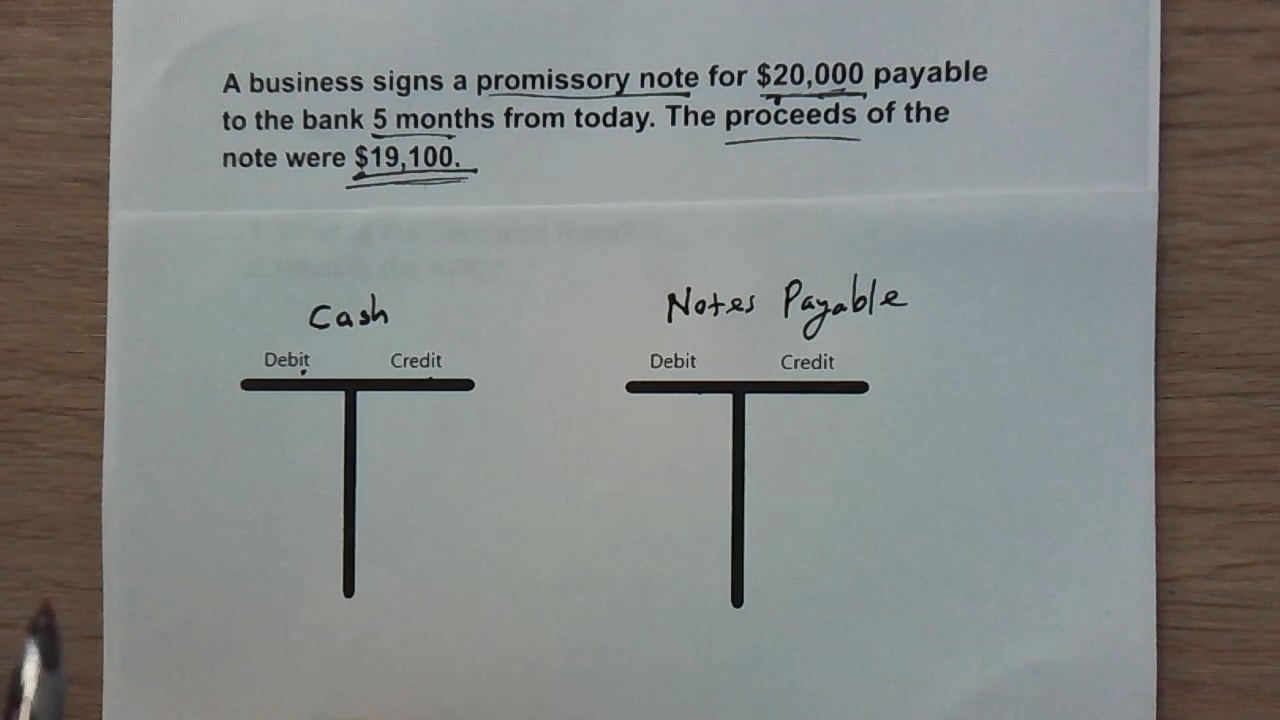 A business signs a promissory note for $20,000 payable
to the bank 5 months from today. The proceeds of the
note were $19,100.
Cash
Debit Credit
Notes Payable
Debit Credit